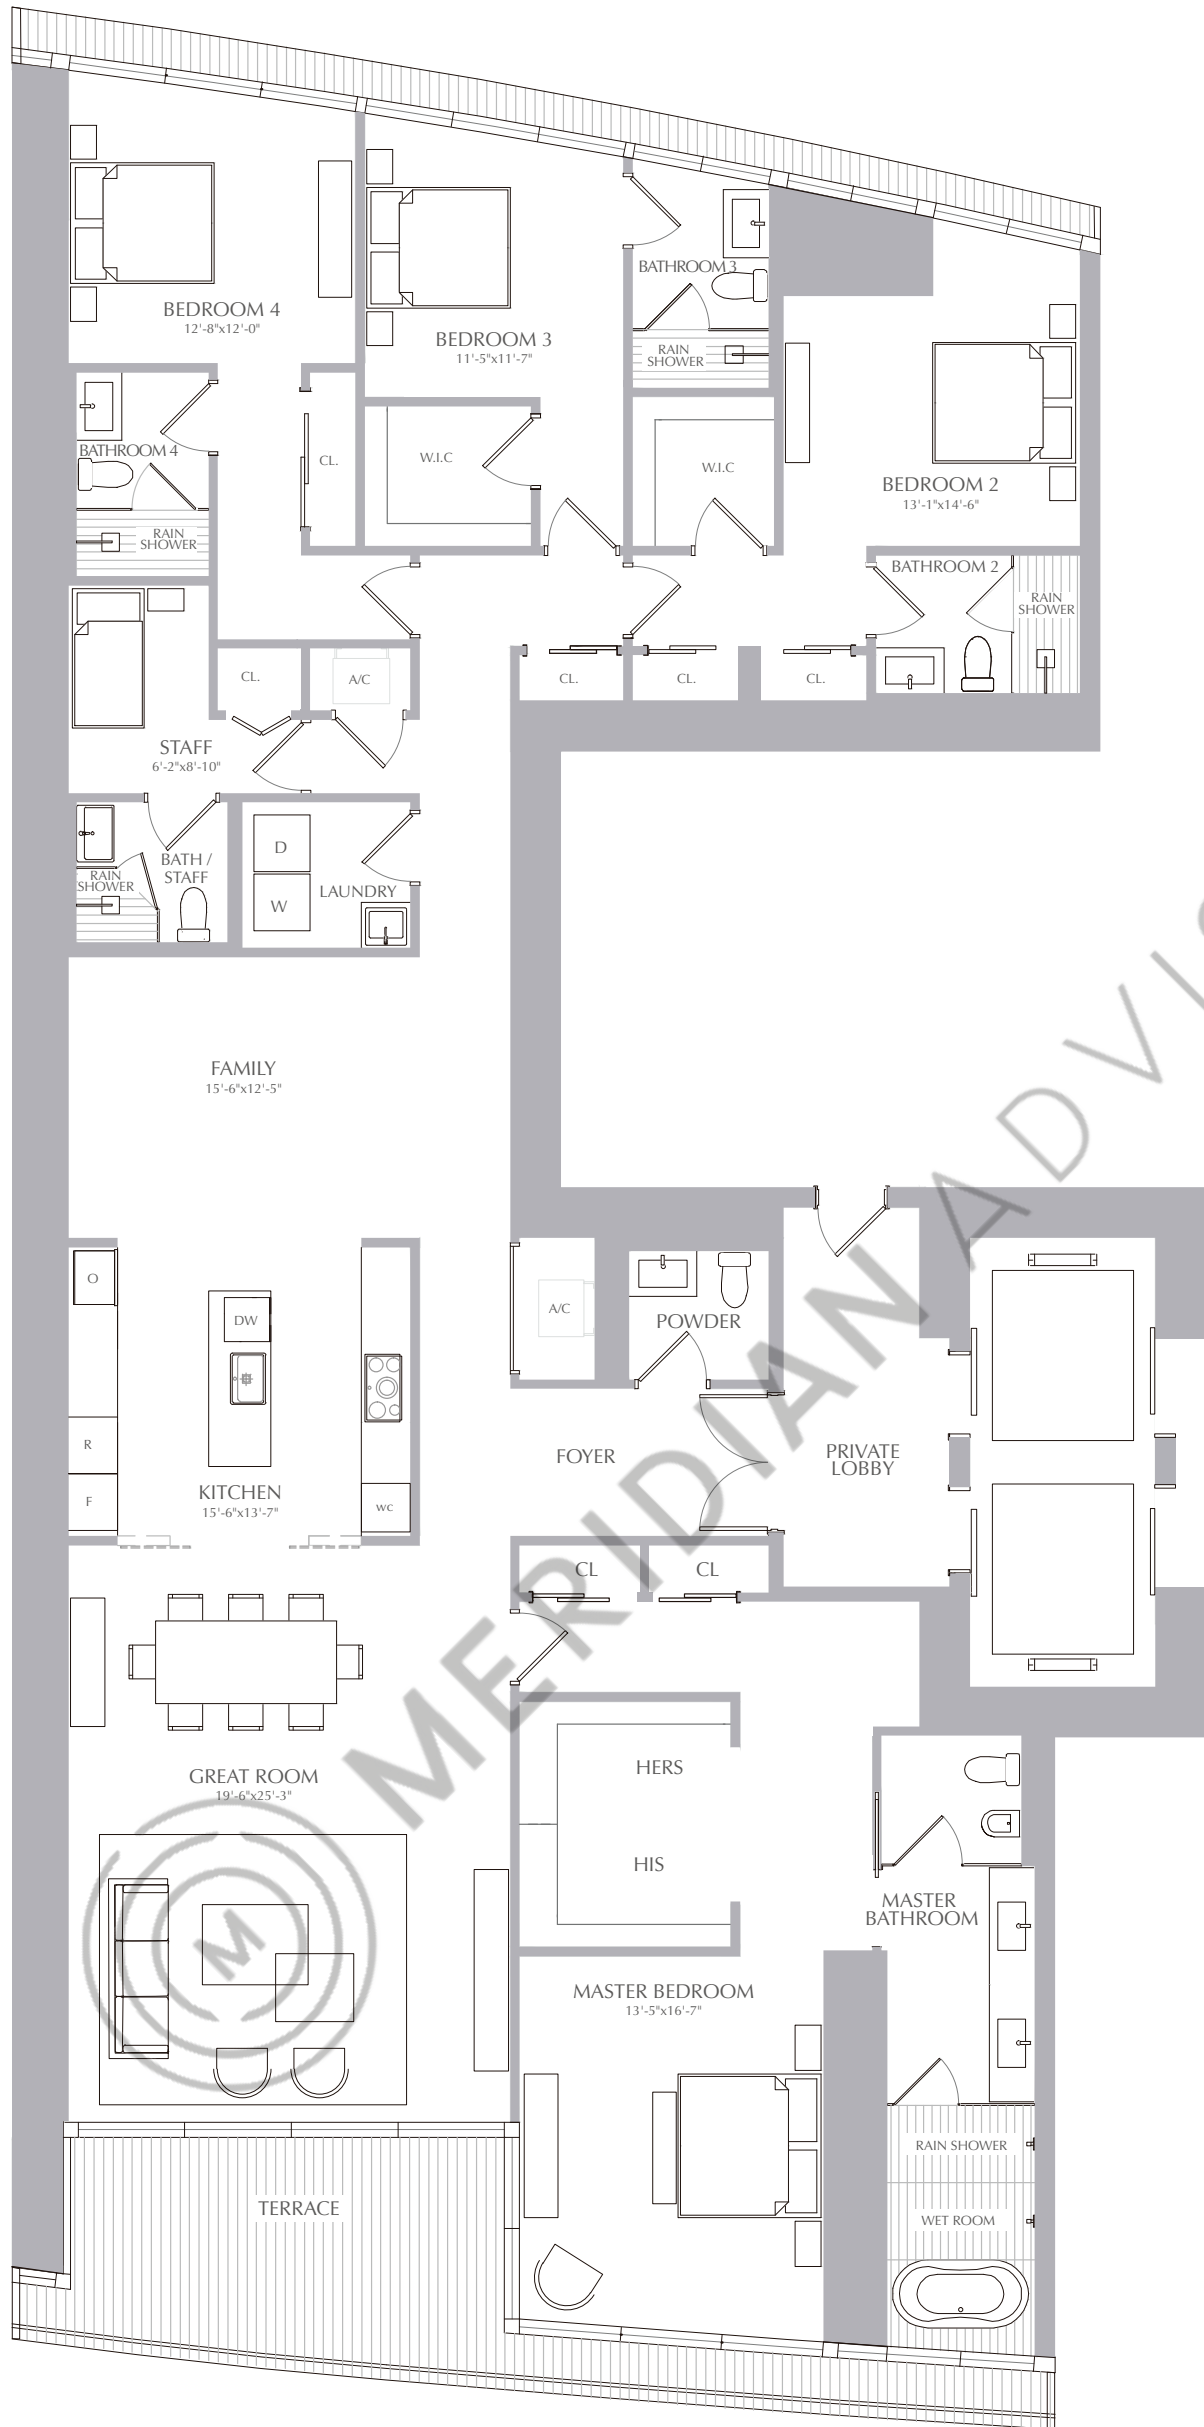 BEDROOM 4
12'-8"x12'-0"
BEDROOM 3
11'-5"x11'-7"
BATHROOM 3
RAIN
SHOWER
BATHROOM 4
RAIN
SHOWER
CL.
W.I.C
W.I.C
BEDROOM 2
13'-1"x14'-6"
BATHROOM 2
RAIN
SHOWER
CL.
A/C
CL.
CL.
CL.
STAFF
6'-2"x8'-10"
BATH /
STAFF
RAIN
SHOWER
D
W
LAUNDRY
FAMILY
15'-6"x12'-5"
O
DW
R
F
KITCHEN
15'-6"x13'-7"
wc
A/C
POWDER
FOYER
PRIVATE
LOBBY
CL
CL
GREAT ROOM
19'-6"x25'-3"
HERS
HIS
MASTER
BATHROOM
MASTER BEDROOM
13'-5"x16'-7"
RAIN SHOWER
WET ROOM
TERRACE
M MERIDIAN